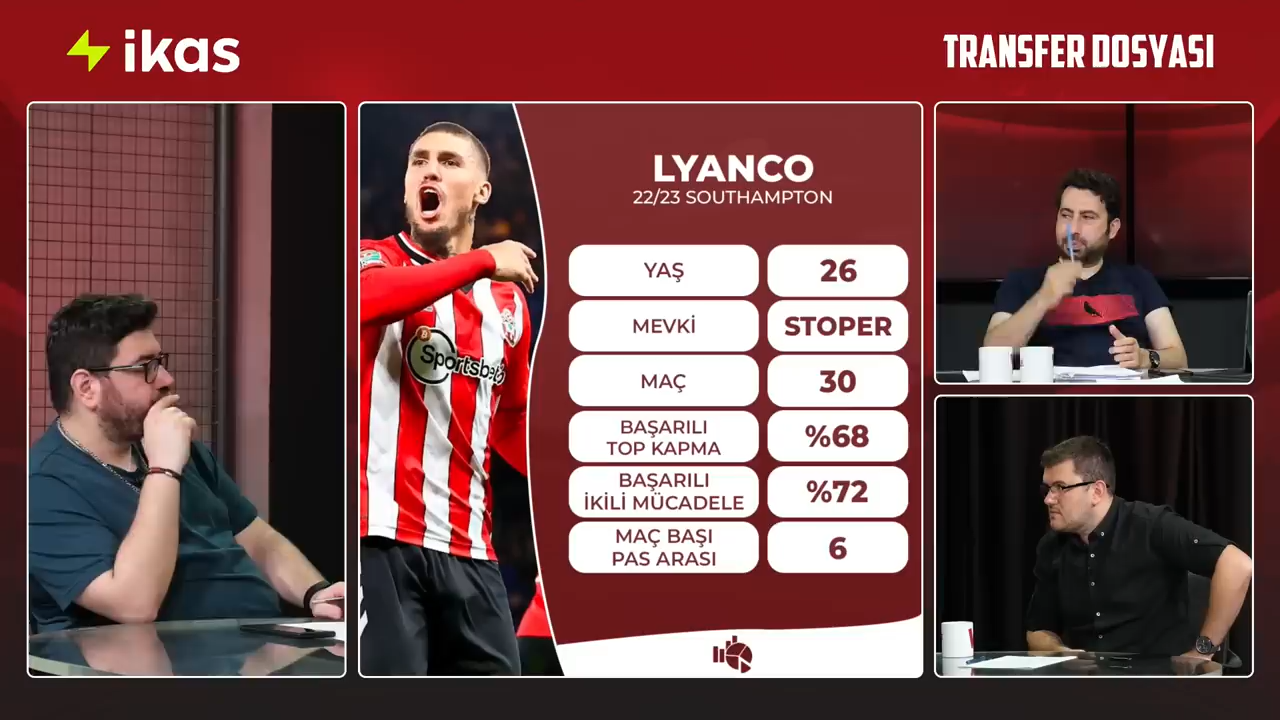 ikas
TRANSFER DOSYASI
LYANCO
22/23 SOUTHAMPTON
YAŞ
26
MEVKİ
STOPER
MAÇ
30
BAŞARILI
TOP KAPMA
%68
BAŞARILI
İKİLİ MÜCADELE
%72
MAÇ BAŞI
PAS ARASI
6
Sportsbet